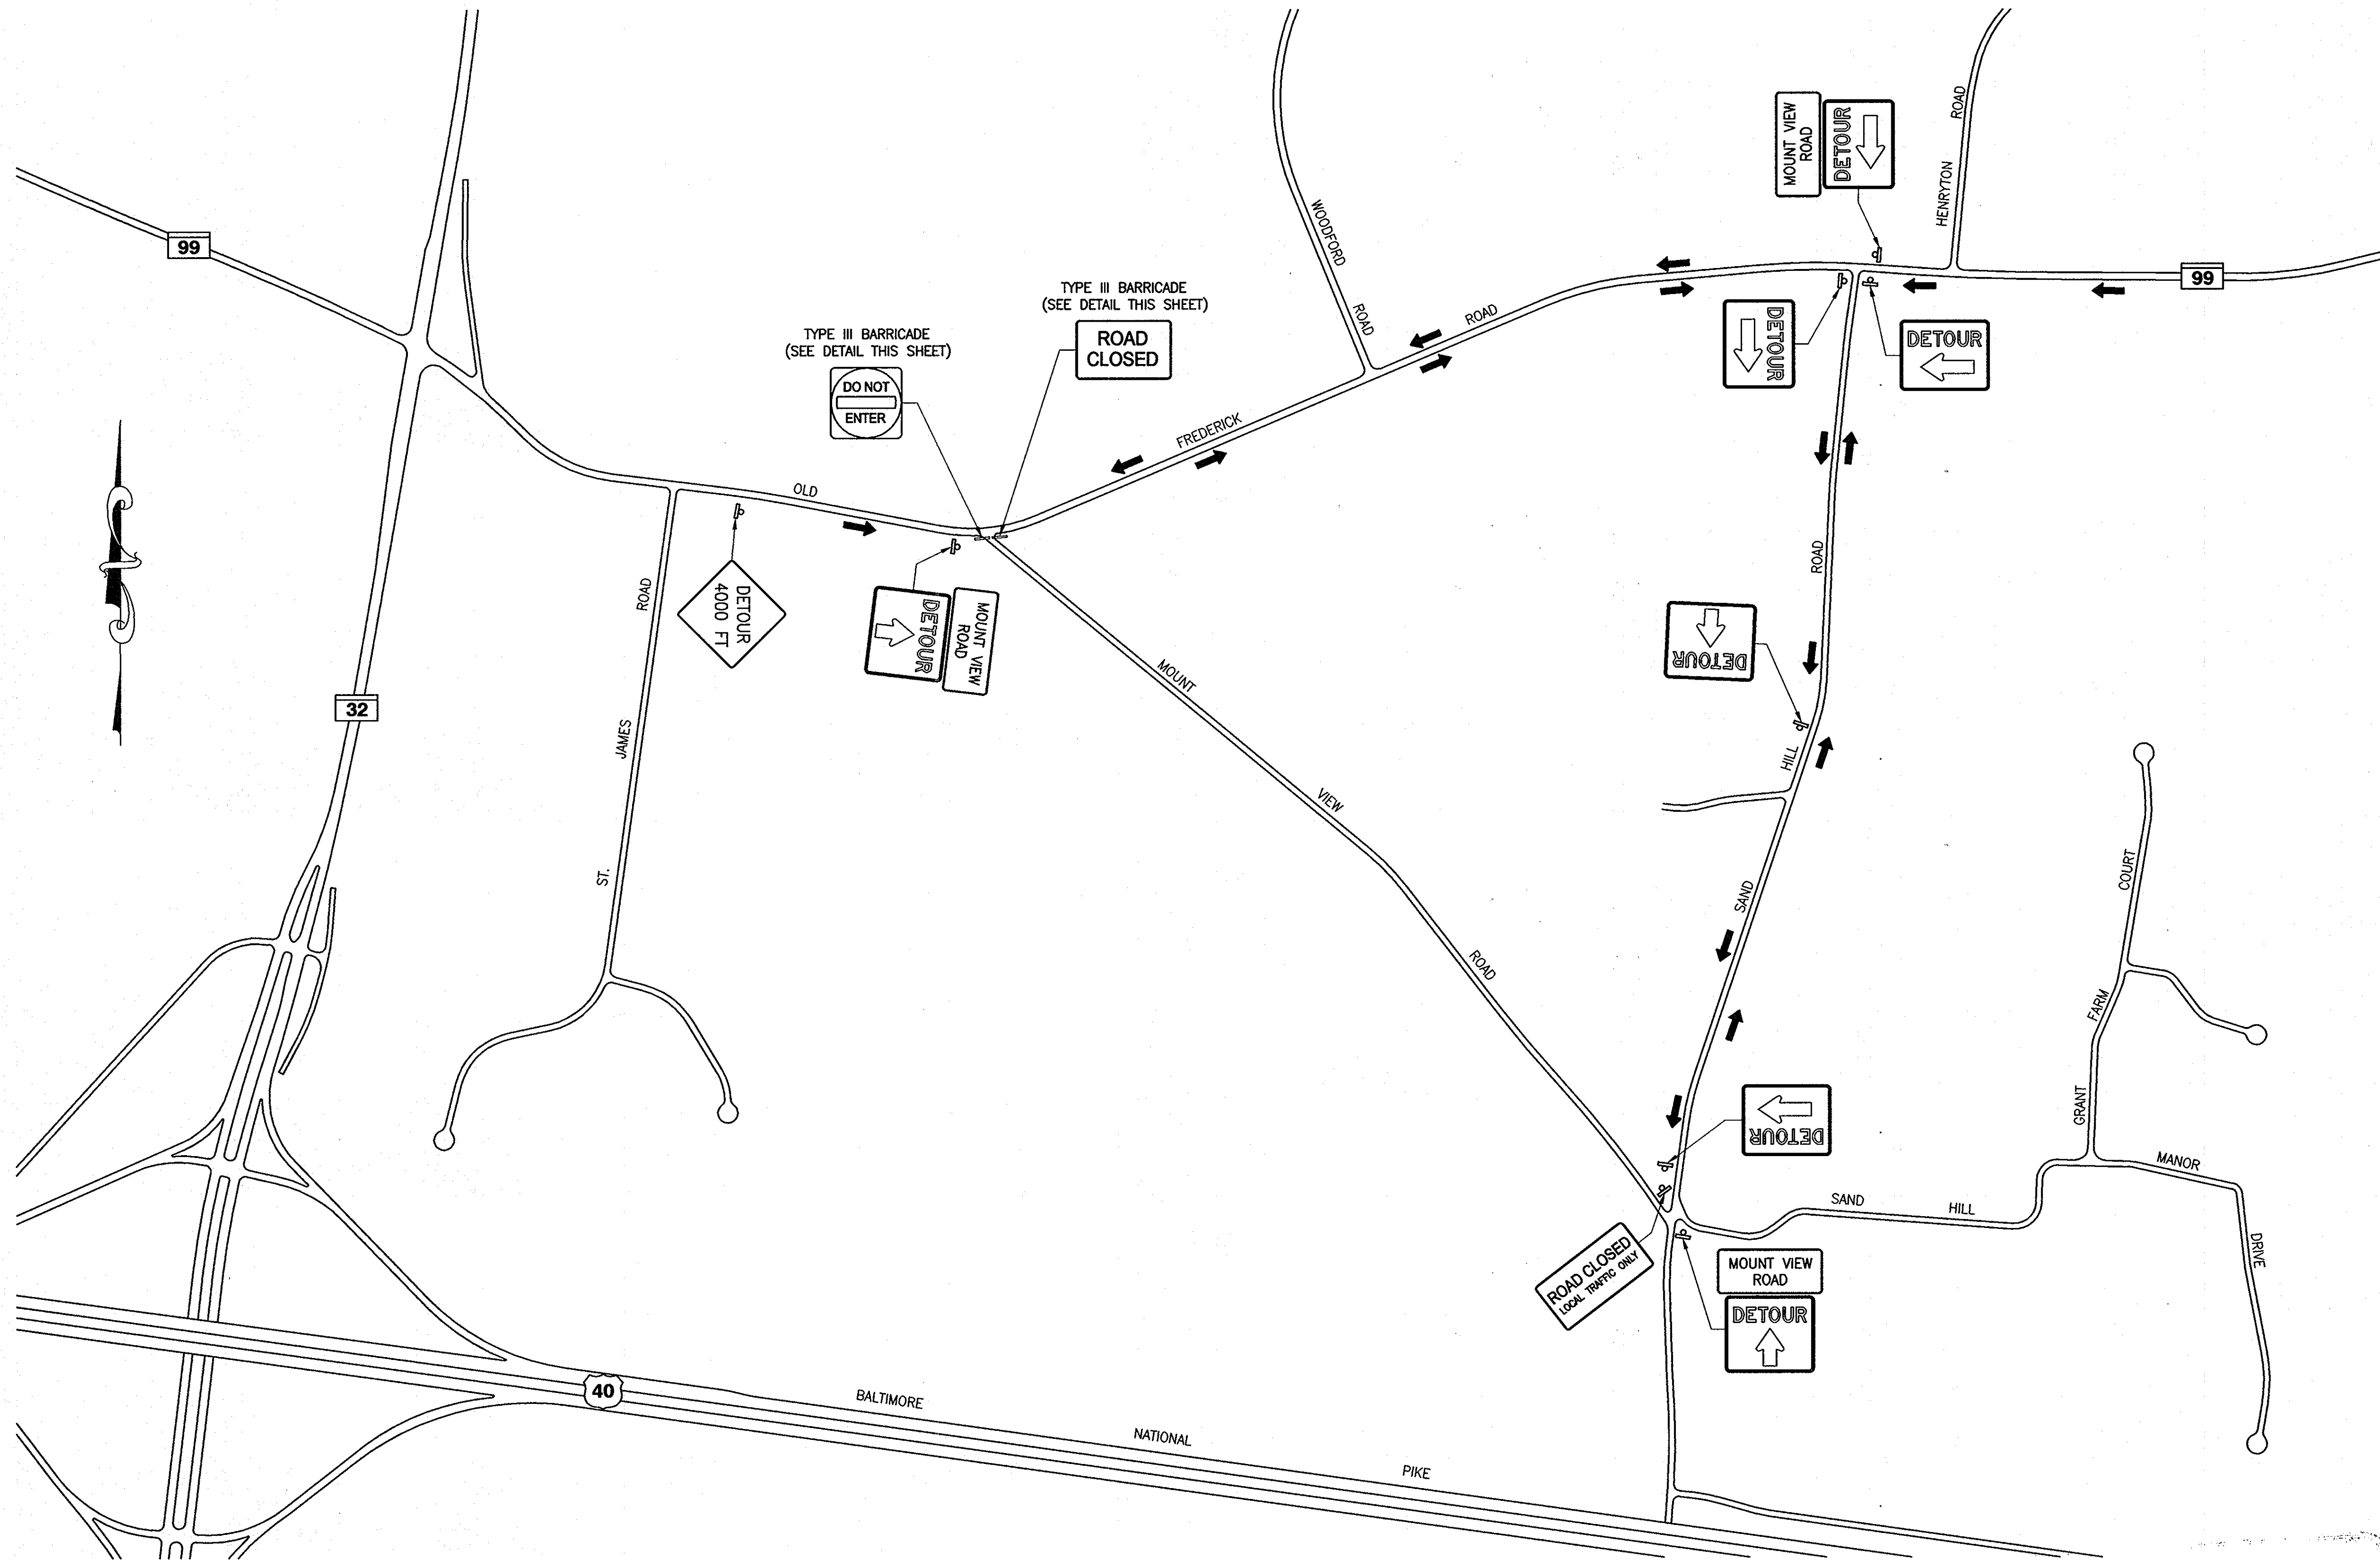 HENRYTON ROAD
MOUNT VIEW
ROAD
DETOUR
99
99
WOODFORD ROAD
TYPE III BARRICADE
(SEE DETAIL THIS SHEET)
ROAD
CLOSED
TYPE III BARRICADE
(SEE DETAIL THIS SHEET)
DO NOT
ENTER
DETOUR
DETOUR
OLD FREDERICK ROAD
DETOUR
4000 FT
MOUNT VIEW
ROAD
DETOUR
ST. JAMES ROAD
32
MOUNT VIEW ROAD
DETOUR
SAND HILL ROAD
GRANT FARM COURT
DETOUR
MANOR DRIVE
SAND HILL
ROAD CLOSED
LOCAL TRAFFIC ONLY
MOUNT VIEW
ROAD
DETOUR
40
BALTIMORE NATIONAL PIKE